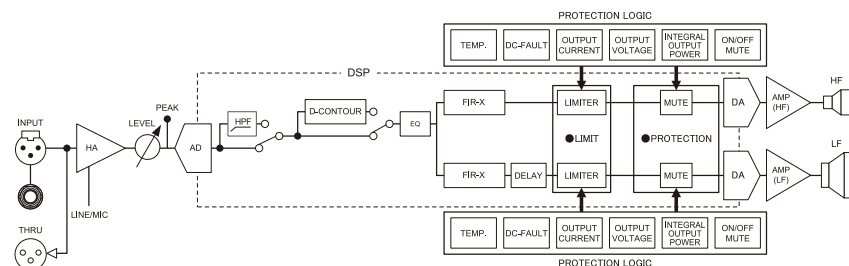 PROTECTION LOGIC
TEMP.
DC-FAULT
OUTPUT
CURRENT
OUTPUT
VOLTAGE
INTEGRAL
OUTPUT
POWER
ON/OFF
MUTE
DSP
PEAK
LEVEL
INPUT
HA
AD
HPF
D-CONTOUR
EQ
FIR-X
LIMITER
MUTE
DA
AMP
(HF)
HF
LIMIT
PROTECTION
FIR-X
DELAY
LIMITER
MUTE
DA
AMP
(LF)
LF
LINE/MIC
THRU
TEMP.
DC-FAULT
OUTPUT
CURRENT
OUTPUT
VOLTAGE
INTEGRAL
OUTPUT
POWER
ON/OFF
MUTE
PROTECTION LOGIC